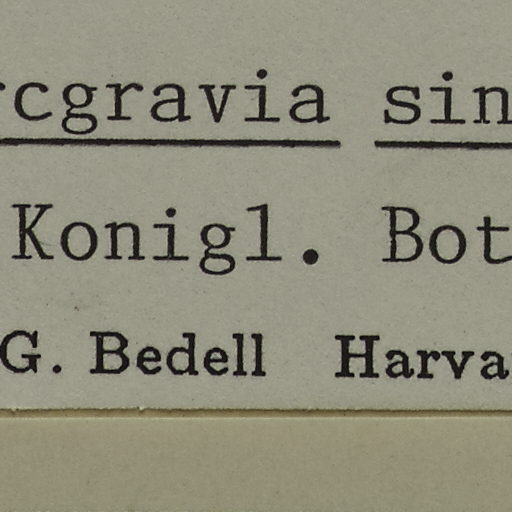 rcgravia sin
Konigl. Bot
G. Bedell Harva